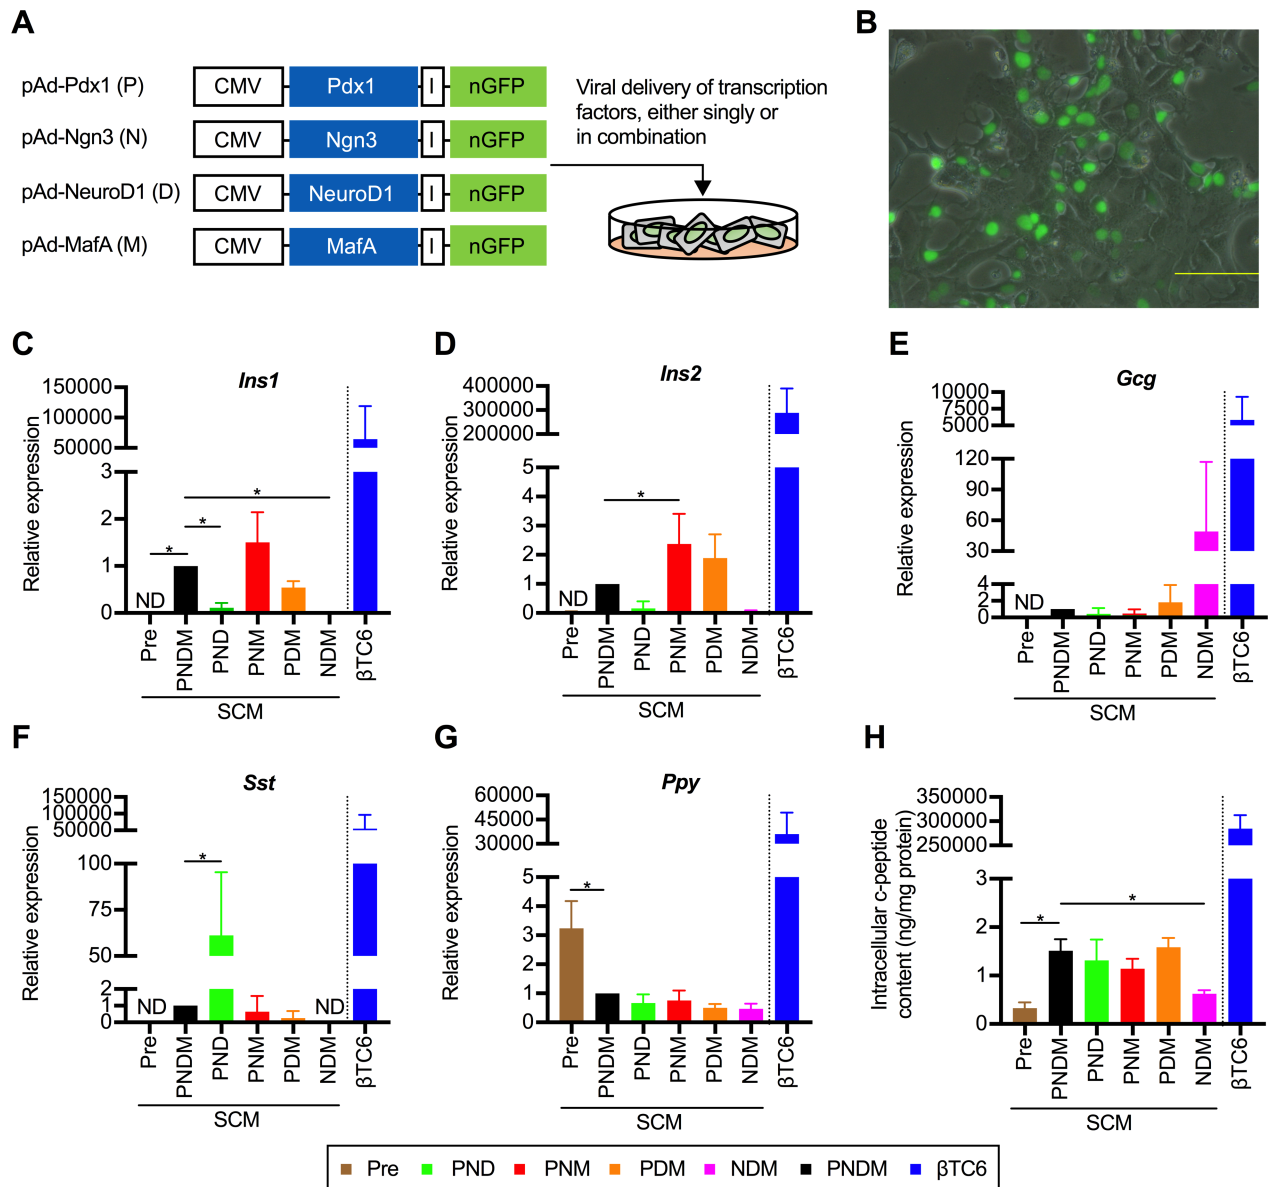 A
pAd-Pdx1 (P)
CMV
Pdx1
I
nGFP
pAd-Ngn3 (N)
CMV
Ngn3
I
nGFP
pAd-NeuroD1 (D)
CMV
NeuroD1
I
nGFP
pAd-MafA (M)
CMV
MafA
I
nGFP
Viral delivery of transcription
factors, either singly or
in combination
B
C
Ins1
Relative expression
150000
100000
50000
3
2
1
0
ND
*
*
*
Pre
PNDM
PND
PNM
PDM
NDM
βTC6
SCM
D
Ins2
Relative expression
400000
300000
200000
5
4
3
2
1
0
ND
*
Pre
PNDM
PND
PNM
PDM
NDM
βTC6
SCM
E
Gcg
Relative expression
10000
7500
5000
120
90
60
30
4
2
0
ND
Pre
PNDM
PND
PNM
PDM
NDM
βTC6
SCM
F
Sst
Relative expression
150000
100000
50000
100
75
50
2
1
0
ND
*
ND
Pre
PNDM
PND
PNM
PDM
NDM
βTC6
SCM
G
Ppy
Relative expression
60000
45000
30000
5
4
3
2
1
0
*
Pre
PNDM
PND
PNM
PDM
NDM
βTC6
SCM
H
Intracellular c-peptide
content (ng/mg protein)
350000
300000
250000
3
2
1
0
*
*
Pre
PNDM
PND
PNM
PDM
NDM
βTC6
SCM
Pre PND PNM PDM NDM PNDM βTC6